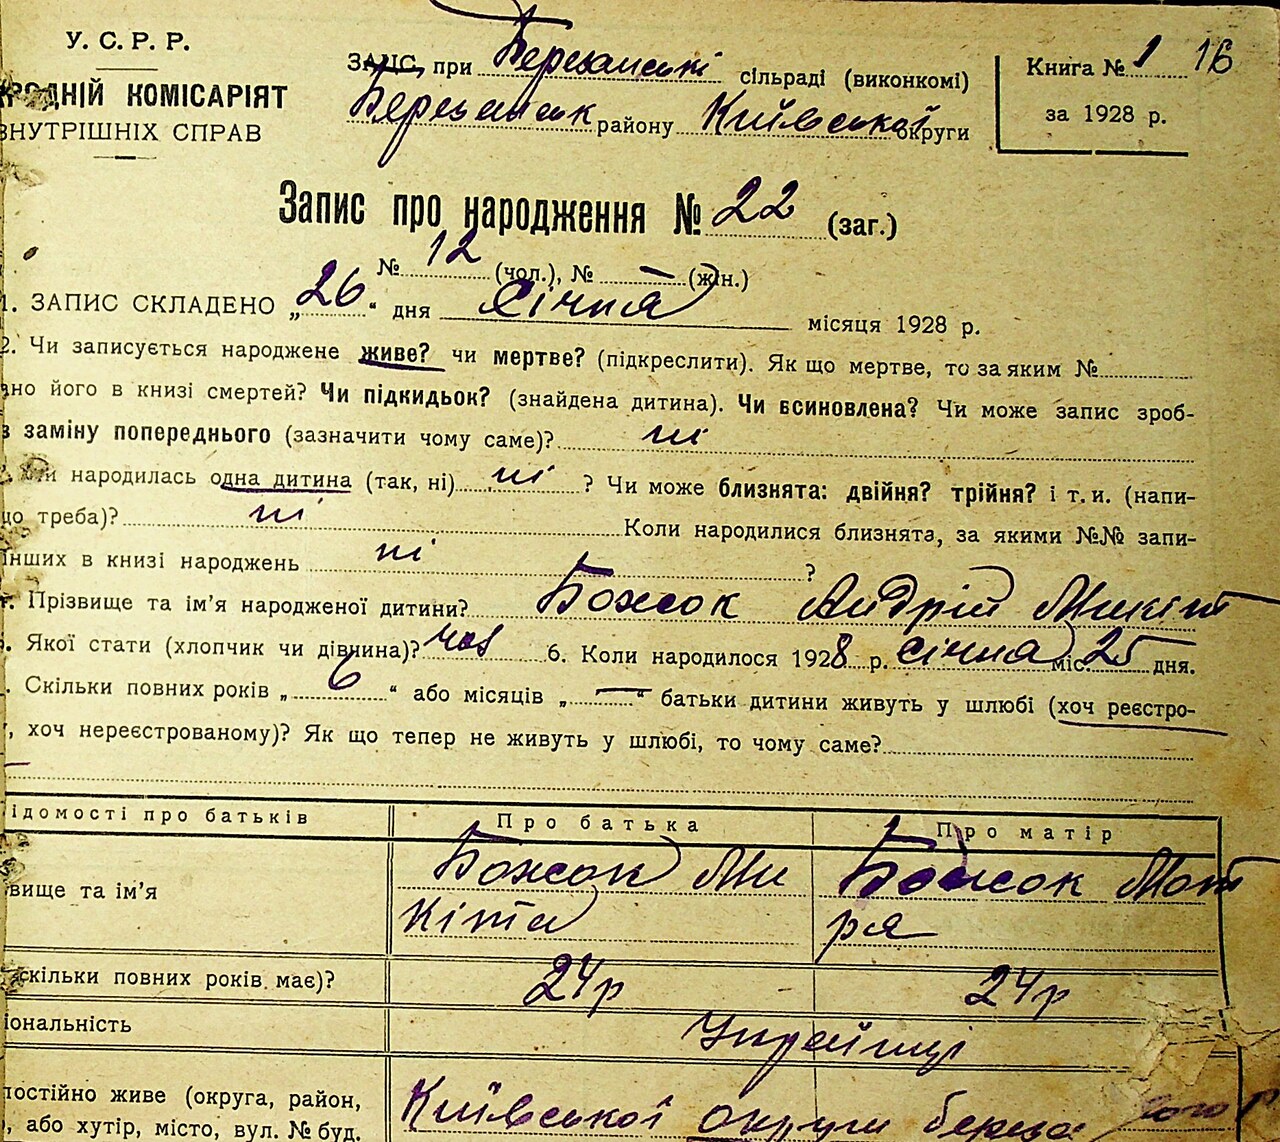 У. С. Р. Р.
РОДНІЙ КОМІСАРІЯТ
ВНУТРІШНІХ СПРАВ
ЗАПИС при Березанські сільраді (виконкомі)
району Київської округи
Книга № 1 16
за 1928 р.
Запис про народження № 22 (заг.)
№ 12 (чол.), № — (жін.)
1. ЗАПИС СКЛАДЕНО „26“ дня Січня місяця 1928 р.
2. Чи записується народжене живе? чи мертве? (підкреслити). Як що мертве, то за яким №
ано його в книзі смертей? Чи підкидьок? (знайдена дитина). Чи всиновлена? Чи може запис зроб-
в заміну попереднього (зазначити чому саме)? ні
и народилась одна дитина (так, ні) ні ? Чи може близнята: двійня? трійня? і т. и. (напи-
що треба)? ні Коли народилися близнята, за якими №№ запи-
інших в книзі народжень ні ?
Прізвище та ім'я народженої дитини? Божок Андрій Микіт
Якої стати (хлопчик чи дівчина)? чол 6. Коли народилося 1928 р. січня міс. 25 дня.
Скільки повних років „6“ або місяців „—“ батьки дитини живуть у шлюбі (хоч реєстро-
, хоч нереєстрованому)? Як що тепер не живуть у шлюбі, то чому саме?
ідомості про батьків Про батька Про матір
вище та ім'я Божок Ми Божок Мот
кіта ря
скільки повних років має)? 24р 24р
іональність Українці
постійно живе (округа, район, Київської округи береза
, або хутір, місто, вул. № буд.